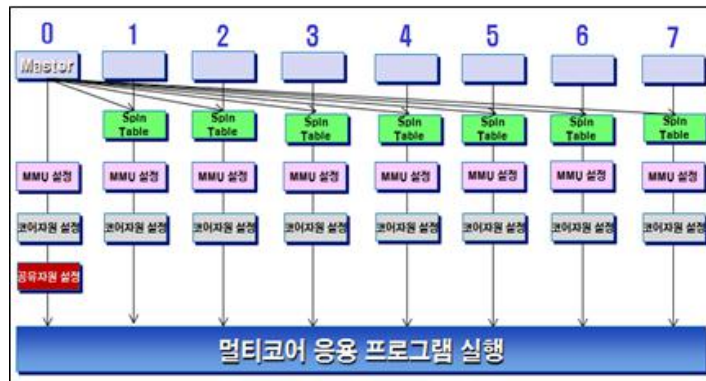 0 1 2 3 4 5 6 7
Mastor
Spin Spin Spin Spin Spin Spin Spin
Table Table Table Table Table Table Table
MMU 설정 MMU 설정 MMU 설정 MMU 설정 MMU 설정 MMU 설정 MMU 설정 MMU 설정
코어자원 설정 코어자원 설정 코어자원 설정 코어자원 설정 코어자원 설정 코어자원 설정 코어자원 설정 코어자원 설정
공유자원 설정
멀티코어 응용 프로그램 실행